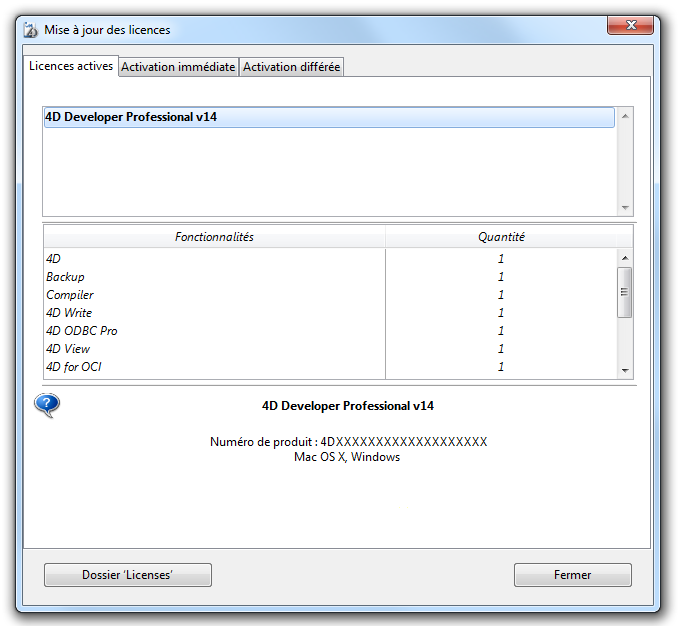 Mise à jour des licences
Licences actives Activation immédiate Activation différée
4D Developer Professional v14
Fonctionnalités Quantité
4D 1
Backup 1
Compiler 1
4D Write 1
4D ODBC Pro 1
4D View 1
4D for OCI 1
4D Developer Professional v14
Numéro de produit : 4DXXXXXXXXXXXXXXXXXXX
Mac OS X, Windows
Dossier ‘Licenses’ Fermer